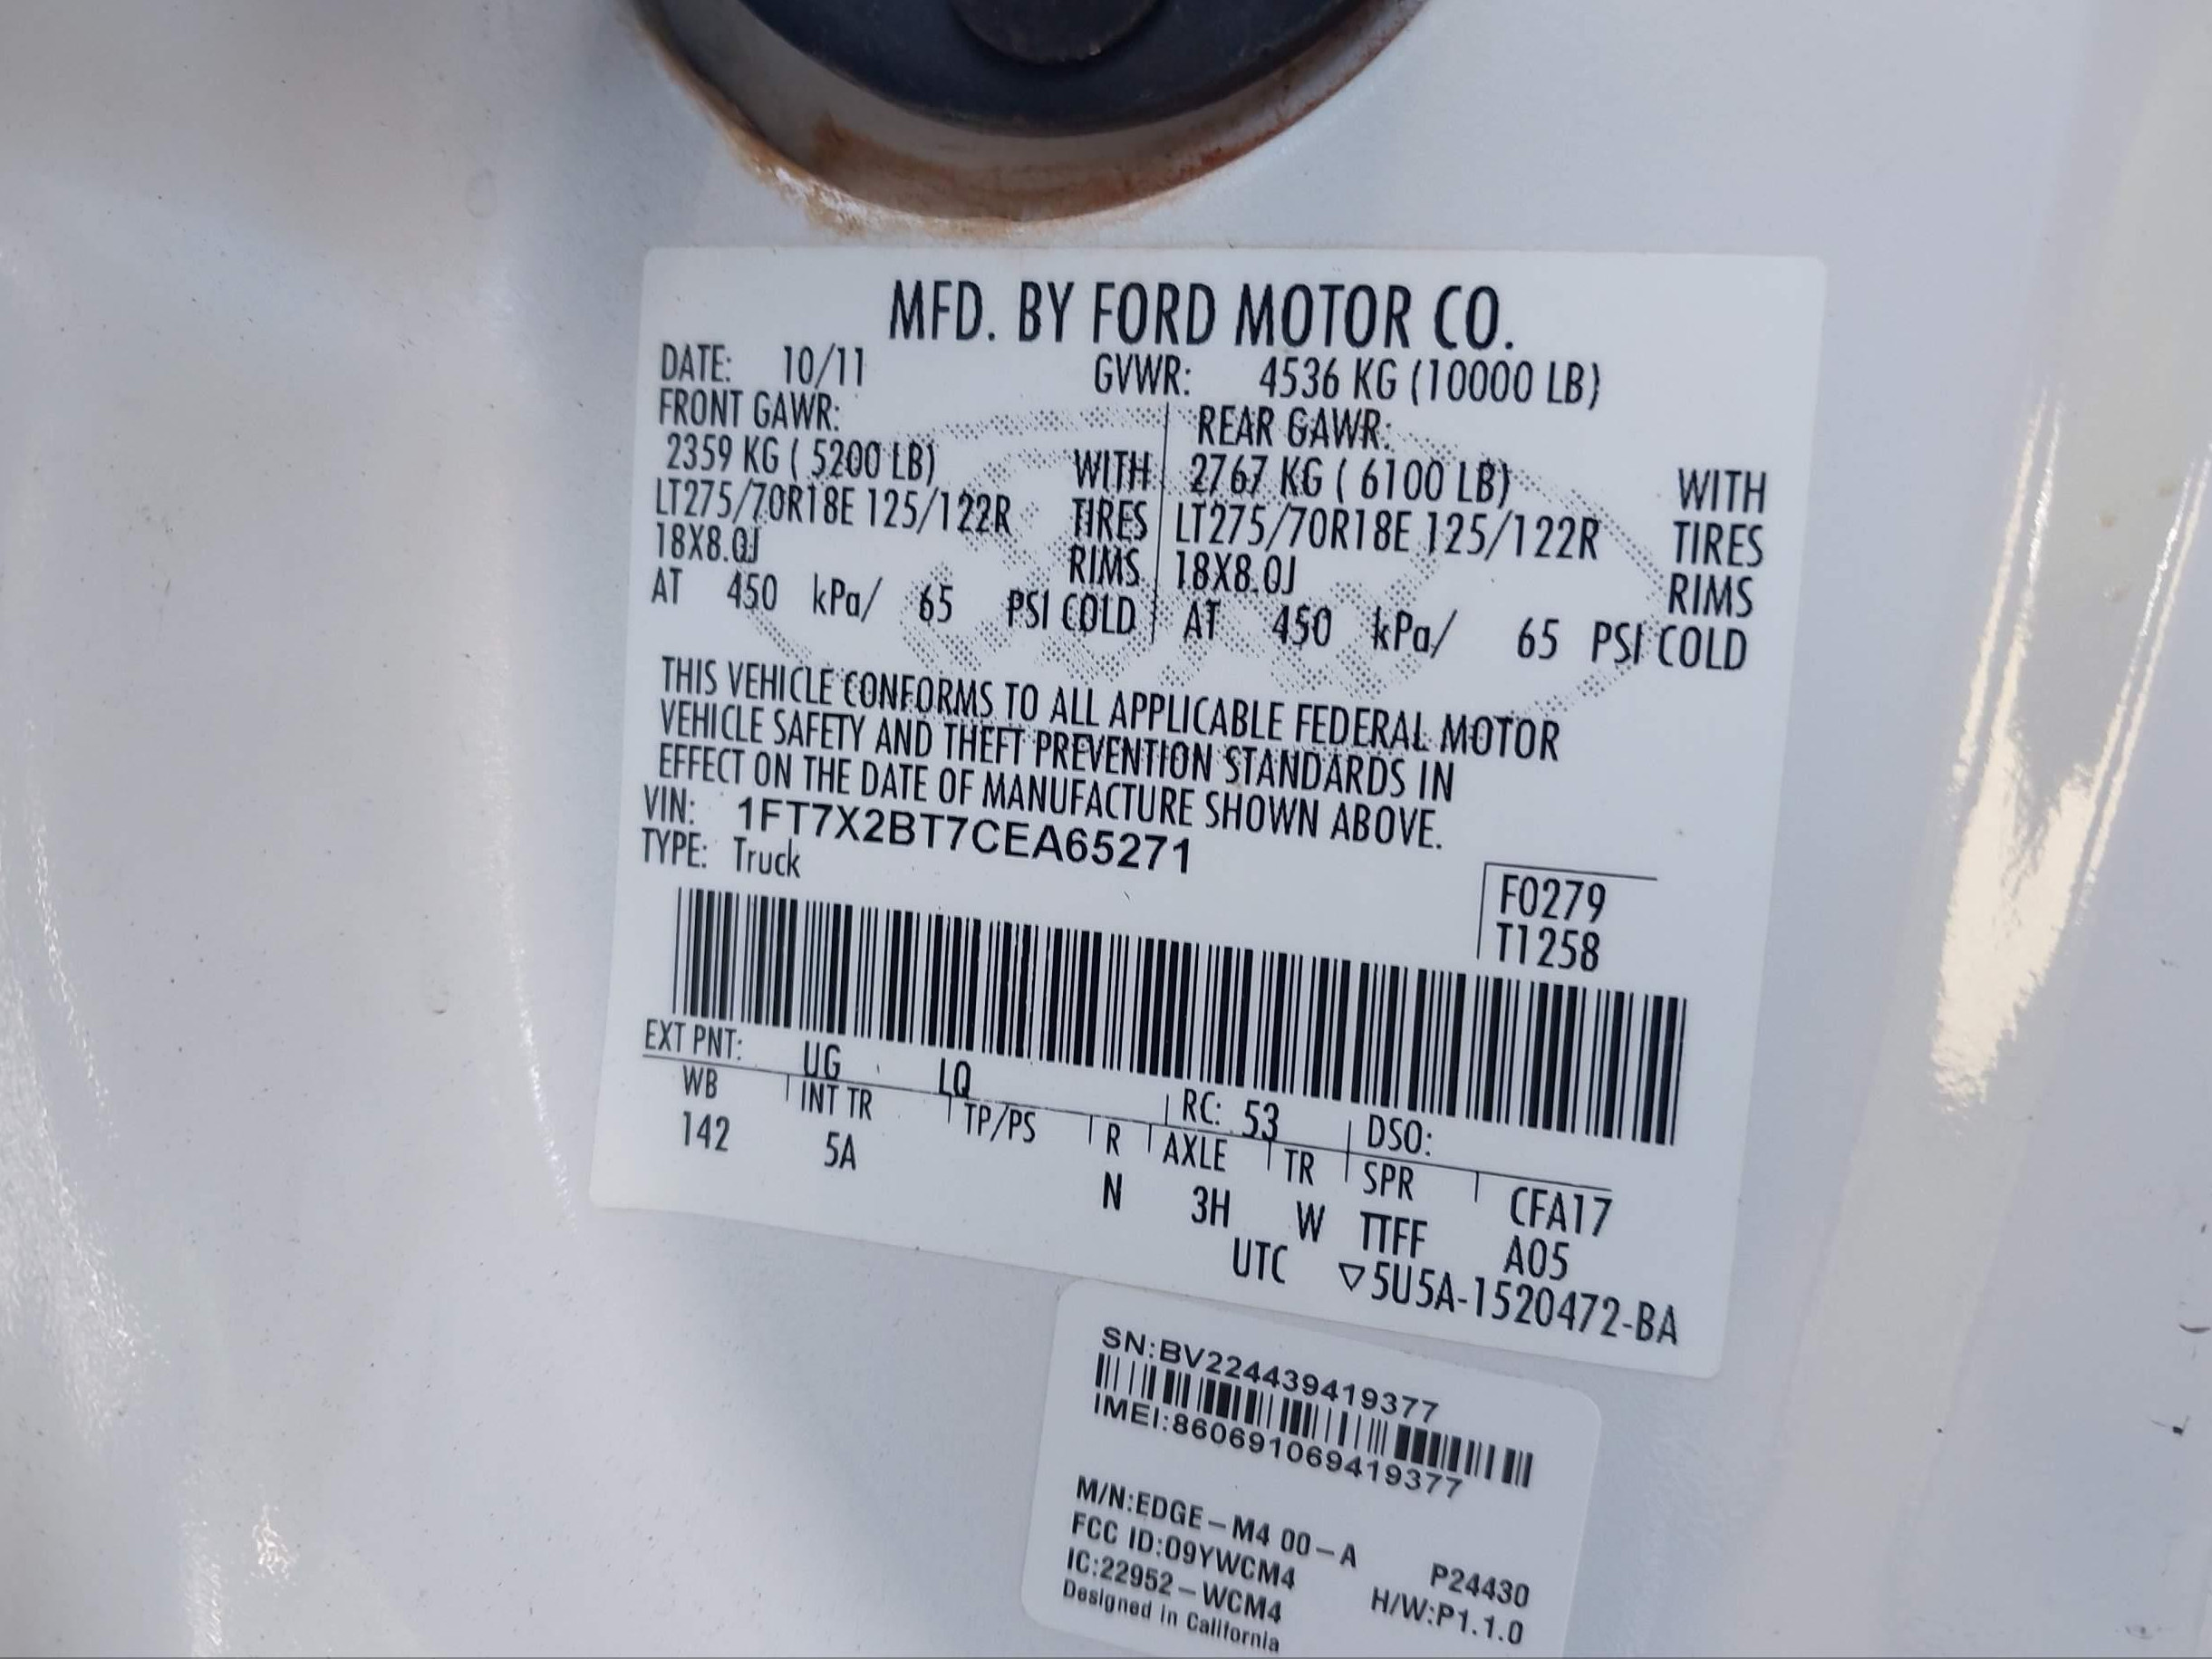 MFD. BY FORD MOTOR CO.
DATE: 10/11 GVWR: 4536 KG (10000 LB)
FRONT GAWR: REAR GAWR:
2359 KG ( 5200 LB) WITH 2767 KG ( 6100 LB) WITH
LT275/70R18E 125/122R TIRES LT275/70R18E 125/122R TIRES
18X8.0J RIMS 18X8.0J RIMS
AT 450 kPa/ 65 PSI COLD AT 450 kPa/ 65 PSI COLD
THIS VEHICLE CONFORMS TO ALL APPLICABLE FEDERAL MOTOR
VEHICLE SAFETY AND THEFT PREVENTION STANDARDS IN
EFFECT ON THE DATE OF MANUFACTURE SHOWN ABOVE.
VIN: 1FT7X2BT7CEA65271
TYPE: Truck
F0279
T1258
EXT PNT: UG LQ RC: 53 DSO:
WB INT TR TP/PS R AXLE TR SPR CFA17
142 5A N 3H W TTFF A05
UTC ▽5U5A-1520472-BA
SN:BV224439419377
IMEI:860691069419377
M/N:EDGE-M4 00-A P24430
FCC ID:09YWCM4 H/W:P1.1.0
IC:22952-WCM4
Designed in California